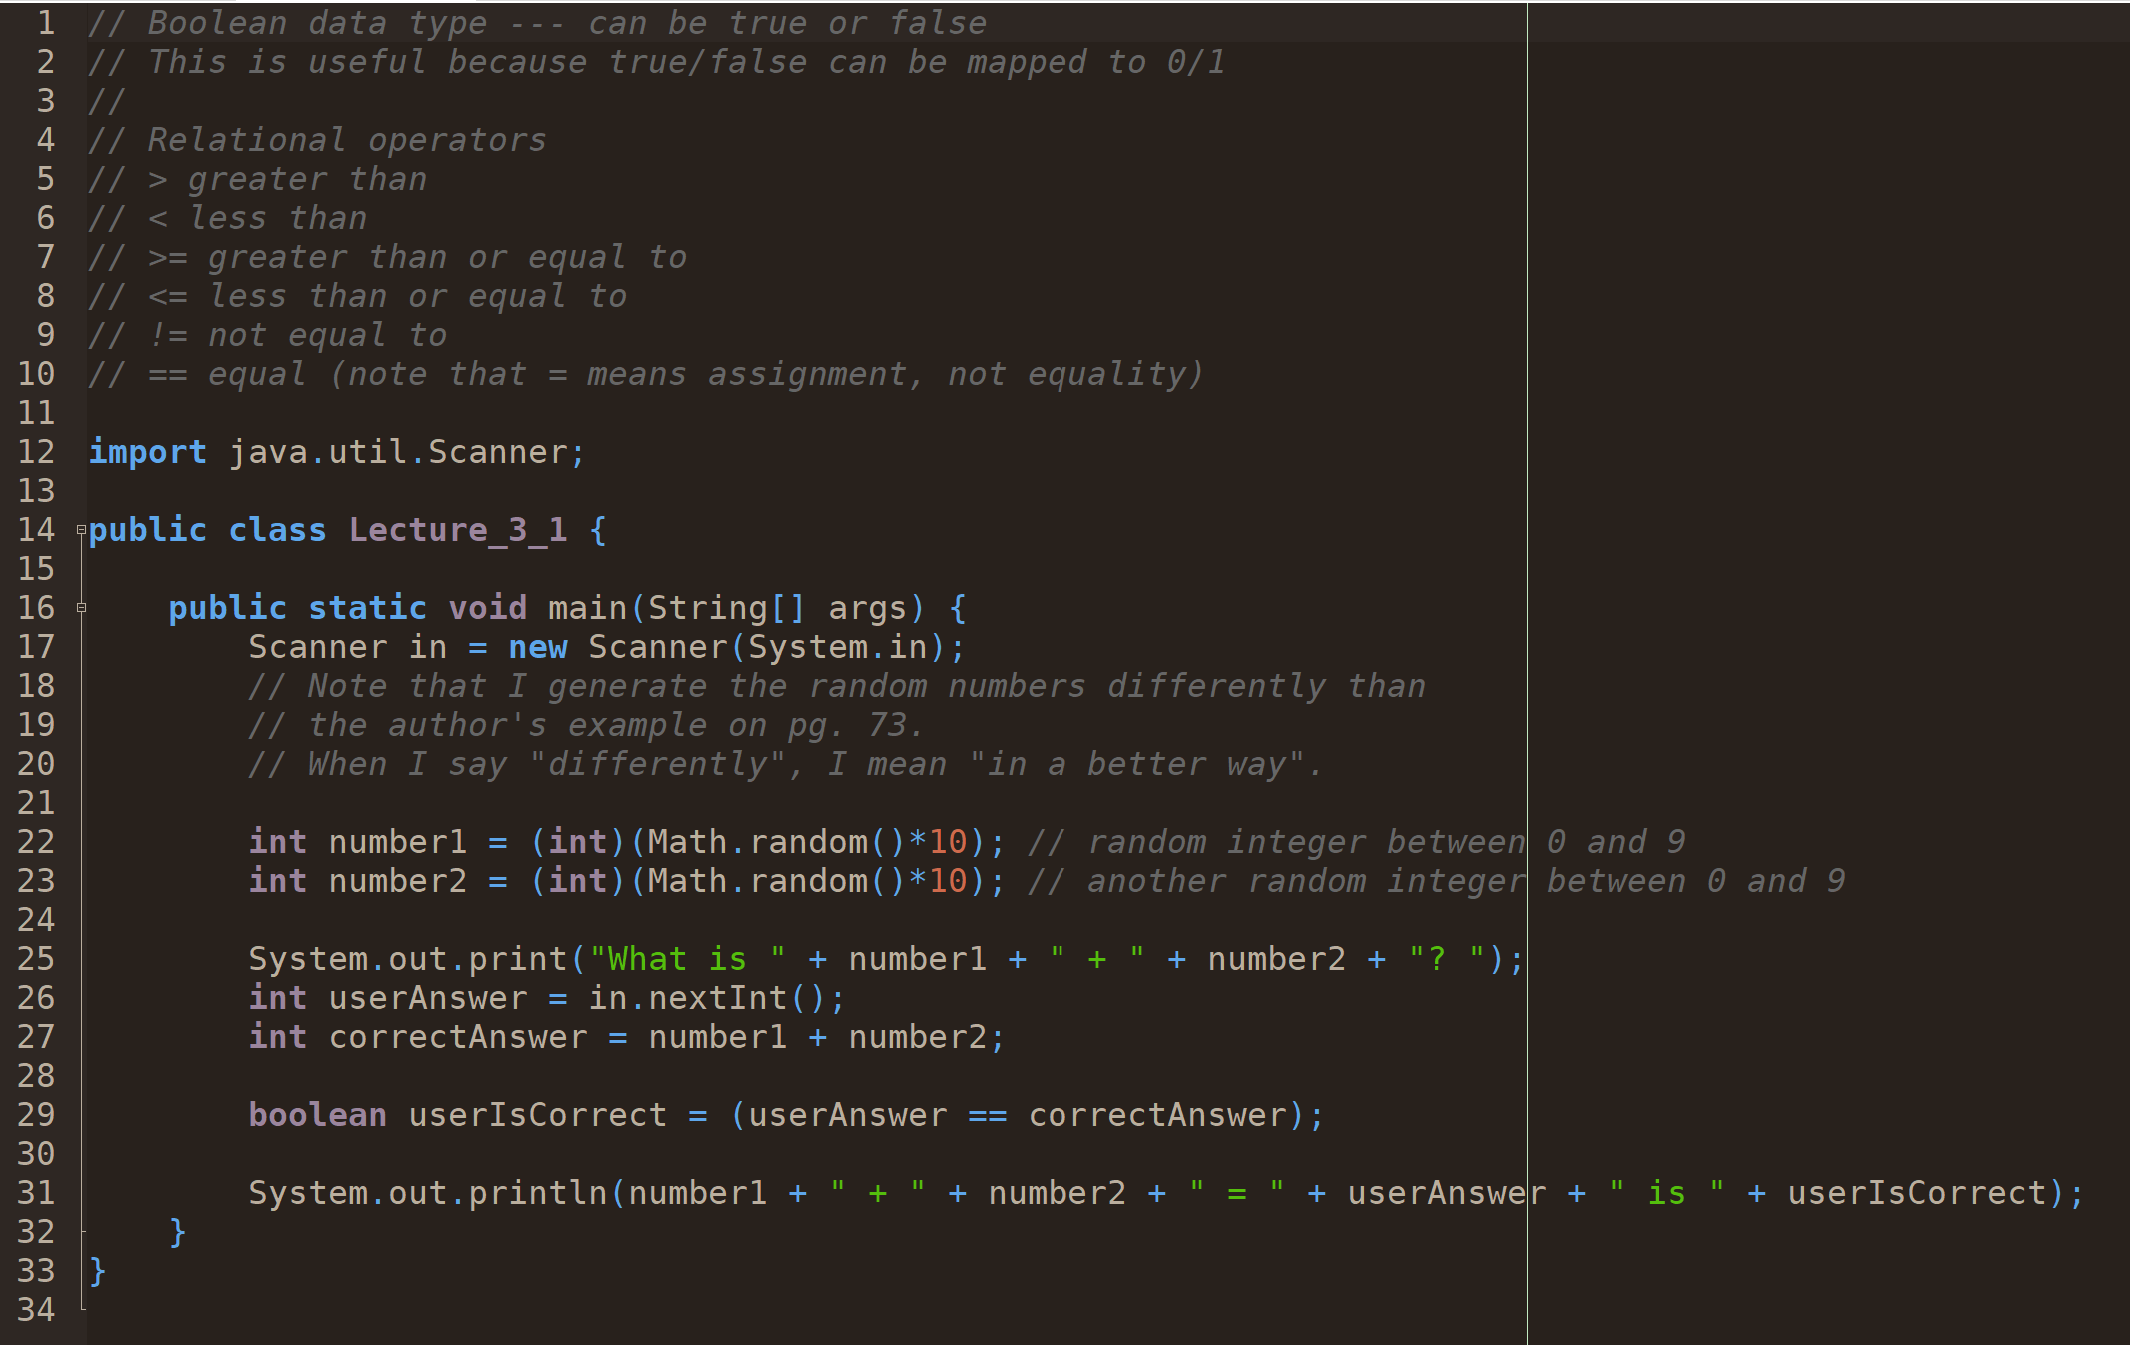 1 // Boolean data type --- can be true or false
2 // This is useful because true/false can be mapped to 0/1
3 //
4 // Relational operators
5 // > greater than
6 // < less than
7 // >= greater than or equal to
8 // <= less than or equal to
9 // != not equal to
10 // == equal (note that = means assignment, not equality)
11
12 import java.util.Scanner;
13
14 public class Lecture_3_1 {
15
16     public static void main(String[] args) {
17         Scanner in = new Scanner(System.in);
18         // Note that I generate the random numbers differently than
19         // the author's example on pg. 73.
20         // When I say "differently", I mean "in a better way".
21
22         int number1 = (int)(Math.random()*10); // random integer between 0 and 9
23         int number2 = (int)(Math.random()*10); // another random integer between 0 and 9
24
25         System.out.print("What is " + number1 + " + " + number2 + "? ");
26         int userAnswer = in.nextInt();
27         int correctAnswer = number1 + number2;
28
29         boolean userIsCorrect = (userAnswer == correctAnswer);
30
31         System.out.println(number1 + " + " + number2 + " = " + userAnswer + " is " + userIsCorrect);
32     }
33 }
34